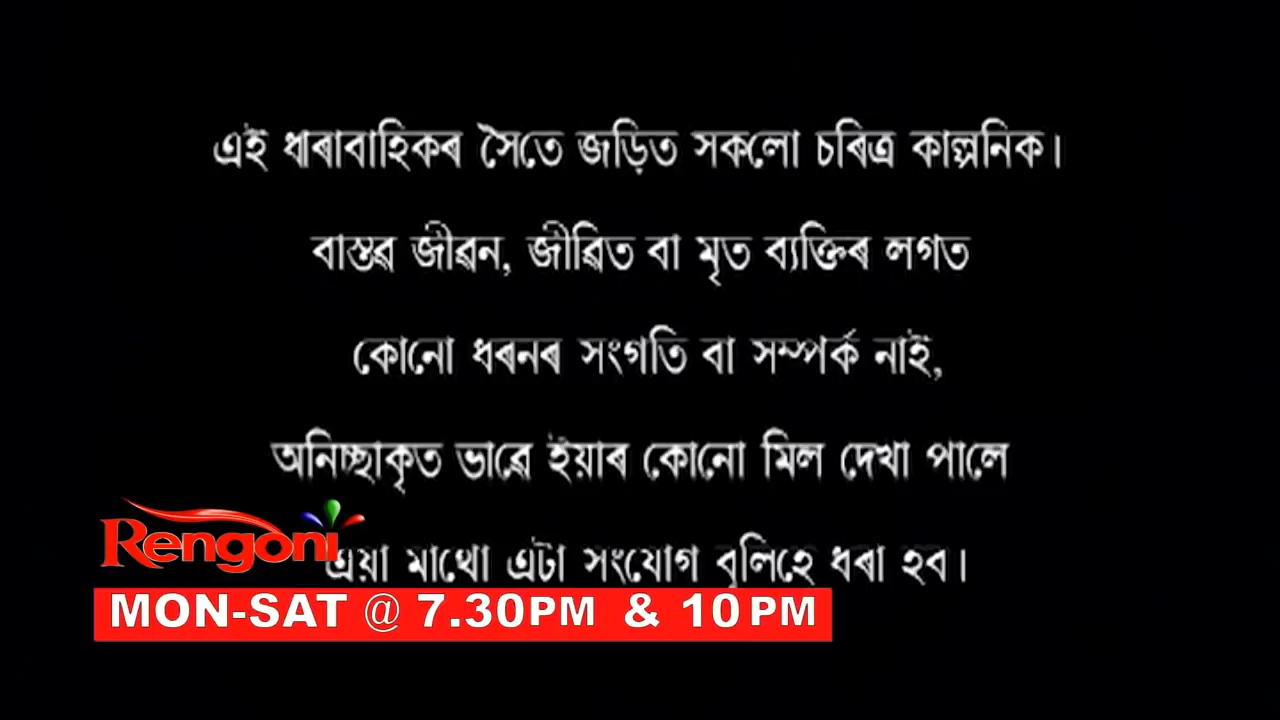 এই ধাৰাবাহিকৰ সৈতে জড়িত সকলো চৰিত্ৰ কাল্পনিক।
বাস্তৱ জীৱন, জীৱিত বা মৃত ব্যক্তিৰ লগত
কোনো ধৰনৰ সংগতি বা সম্পৰ্ক নাই,
অনিচ্ছাকৃত ভাৱে ইয়াৰ কোনো মিল দেখা পালে
এয়া মাথো এটা সংযোগ বুলিহে ধৰা হব।
Rengoni
MON-SAT @ 7.30PM & 10PM